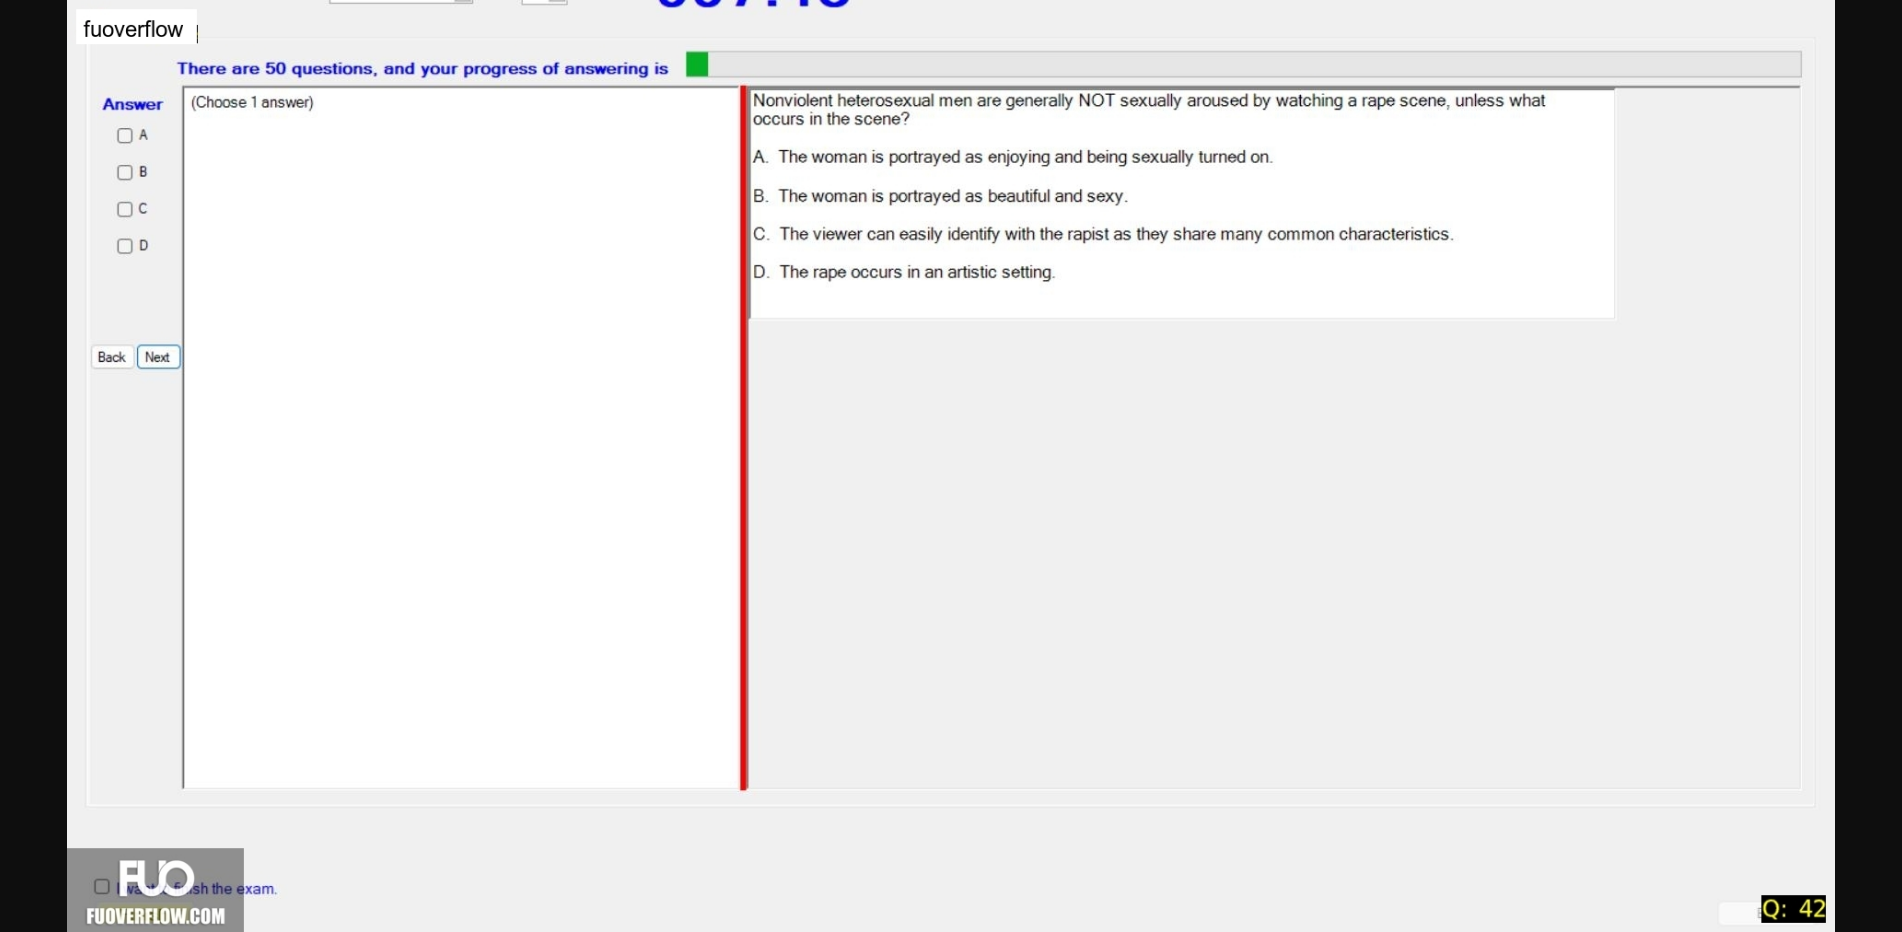 fuoverflow
There are 50 questions, and your progress of answering is
Answer
(Choose 1 answer)
A
B
C
D
Back Next
Nonviolent heterosexual men are generally NOT sexually aroused by watching a rape scene, unless what
occurs in the scene?
A. The woman is portrayed as enjoying and being sexually turned on.
B. The woman is portrayed as beautiful and sexy.
C. The viewer can easily identify with the rapist as they share many common characteristics.
D. The rape occurs in an artistic setting.
FUO
sh the exam.
FUOVERFLOW.COM
Q: 42